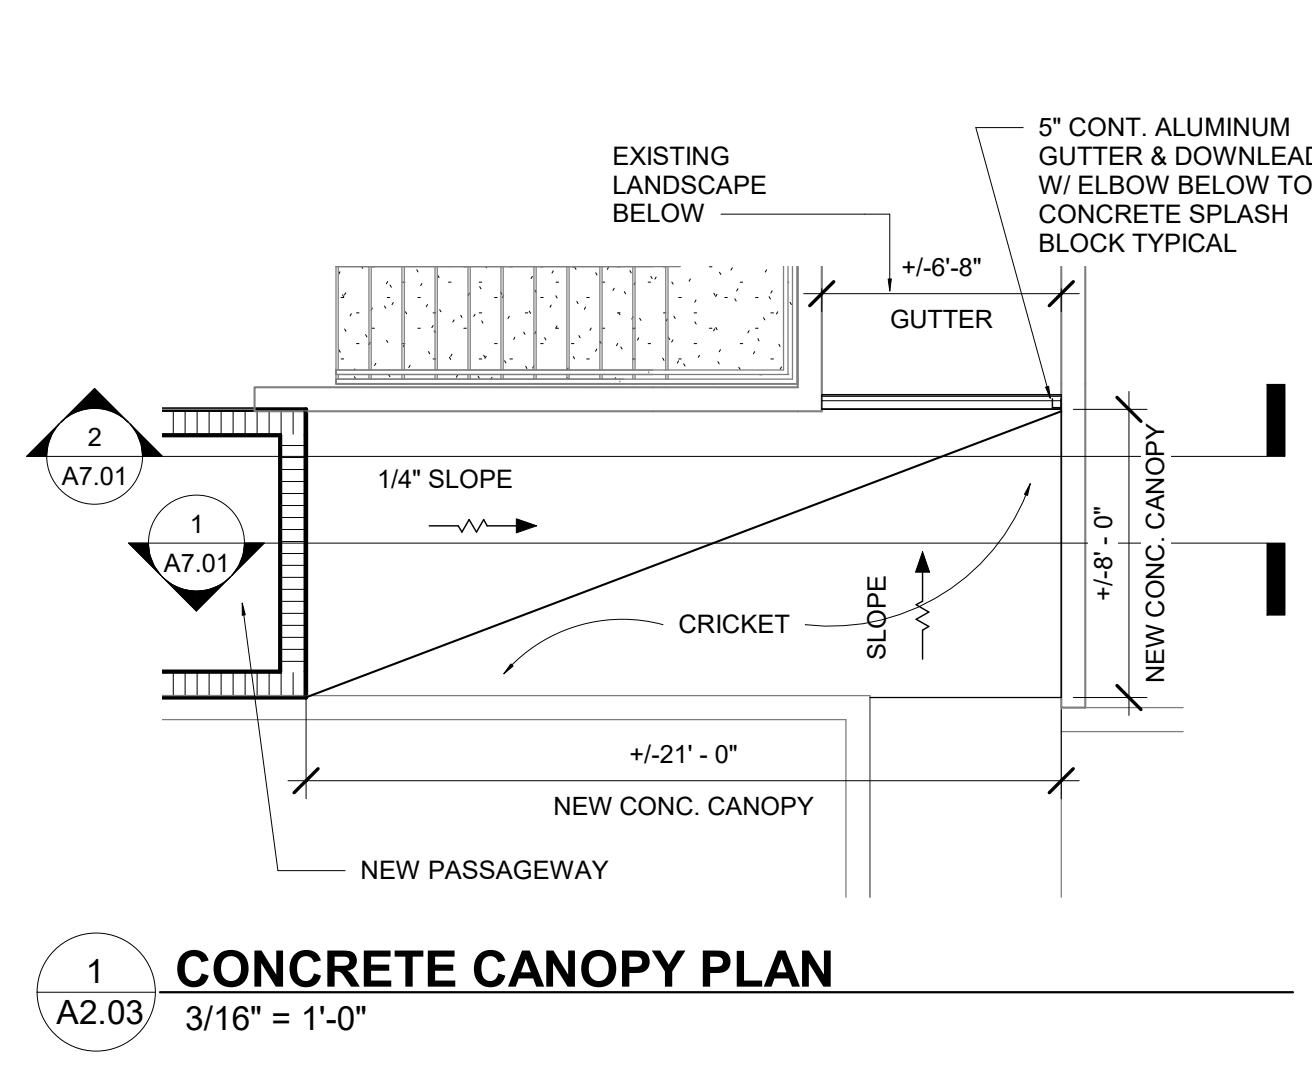 5" CONT. ALUMINUM
GUTTER & DOWNLEAD
W/ ELBOW BELOW TO
CONCRETE SPLASH
BLOCK TYPICAL
EXISTING
LANDSCAPE
BELOW
+/-6'-8"
GUTTER
2
A7.01
1/4" SLOPE
1
A7.01
CRICKET
SLOPE
+/-8' - 0"
NEW CONC. CANOPY
+/-21' - 0"
NEW CONC. CANOPY
NEW PASSAGEWAY
1
A2.03
CONCRETE CANOPY PLAN
3/16" = 1'-0"